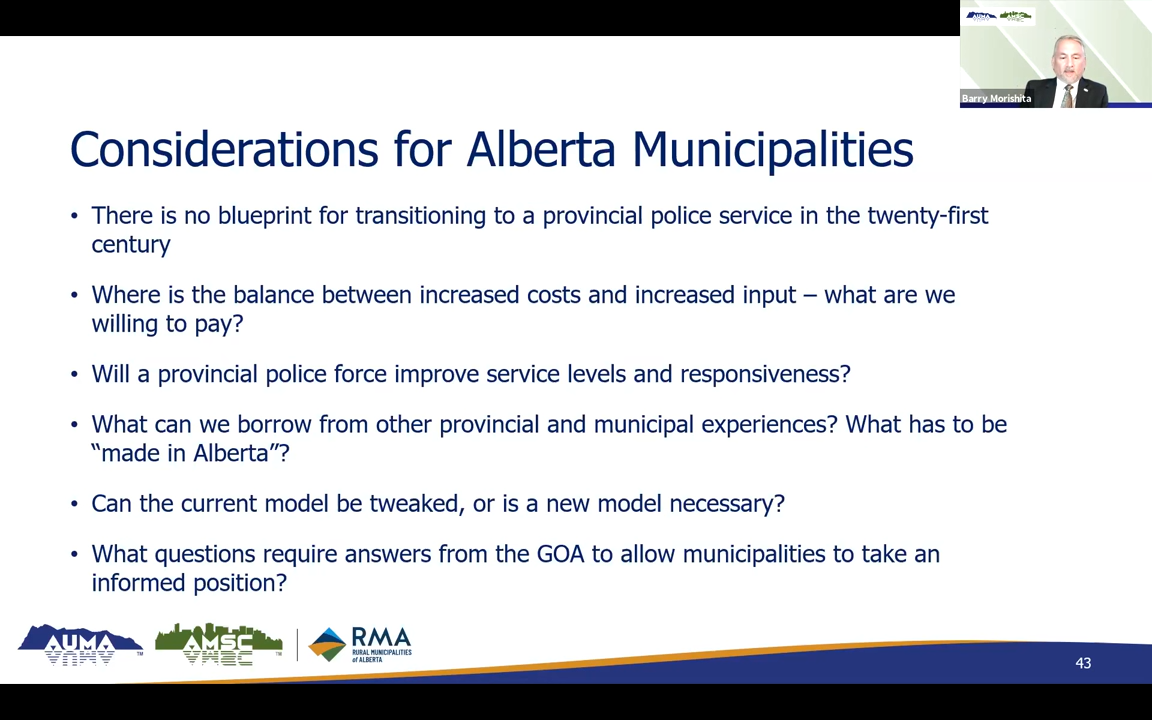 AUMA AMSC
Barry Morishita
Considerations for Alberta Municipalities
• There is no blueprint for transitioning to a provincial police service in the twenty-first
century
• Where is the balance between increased costs and increased input – what are we
willing to pay?
• Will a provincial police force improve service levels and responsiveness?
• What can we borrow from other provincial and municipal experiences? What has to be
“made in Alberta”?
• Can the current model be tweaked, or is a new model necessary?
• What questions require answers from the GOA to allow municipalities to take an
informed position?
AUMA™ AMSC™ RMA
RURAL MUNICIPALITIES
of ALBERTA
43